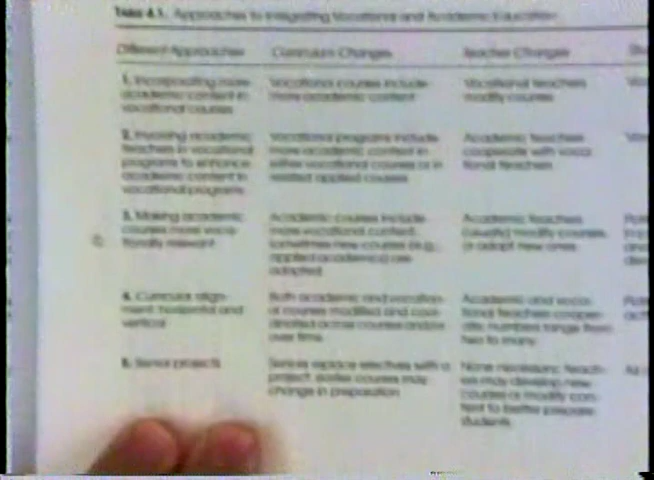 Table 4.1. Approaches to Integrating Vocational and Academic Education
Different Approaches Curriculum Changes Teacher Changes
1. Incorporating more
academic content in
vocational courses
Vocational courses include
more academic content
Vocational teachers
modify courses
2. Involving academic
teachers in vocational
programs to enhance
academic content in
vocational programs
Vocational programs include
more academic content in
either vocational courses or in
related applied courses
Academic teachers
cooperate with voca-
tional teachers
3. Making academic
courses more voca-
tionally relevant
Academic courses include
more vocational content;
sometimes new courses (e.g.,
applied academics) are
adopted
Academic teachers
(usually) modify courses
or adopt new ones
4. Curricular align-
ment: horizontal and
vertical
Both academic and vocation-
al courses modified and coor-
dinated across courses and/or
over time
Academic and voca-
tional teachers cooper-
ate; numbers range from
two to many
5. Senior projects
Seniors replace electives with a
project; earlier courses may
change in preparation
None necessary; teach-
ers may develop new
courses or modify con-
tent to better prepare
students